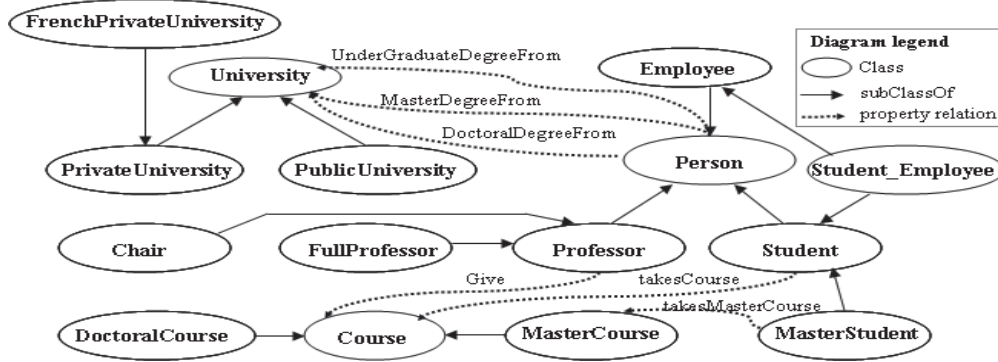 FrenchPrivateUniversity
University
UnderGraduateDegreeFrom
Employee
Diagram legend
Class
subClassOf
property relation
MasterDegreeFrom
DoctoralDegreeFrom
PrivateUniversity
PublicUniversity
Person
Student_Employee
Chair
FullProfessor
Professor
Student
Give
takesCourse
takesMasterCourse
DoctoralCourse
Course
MasterCourse
MasterStudent